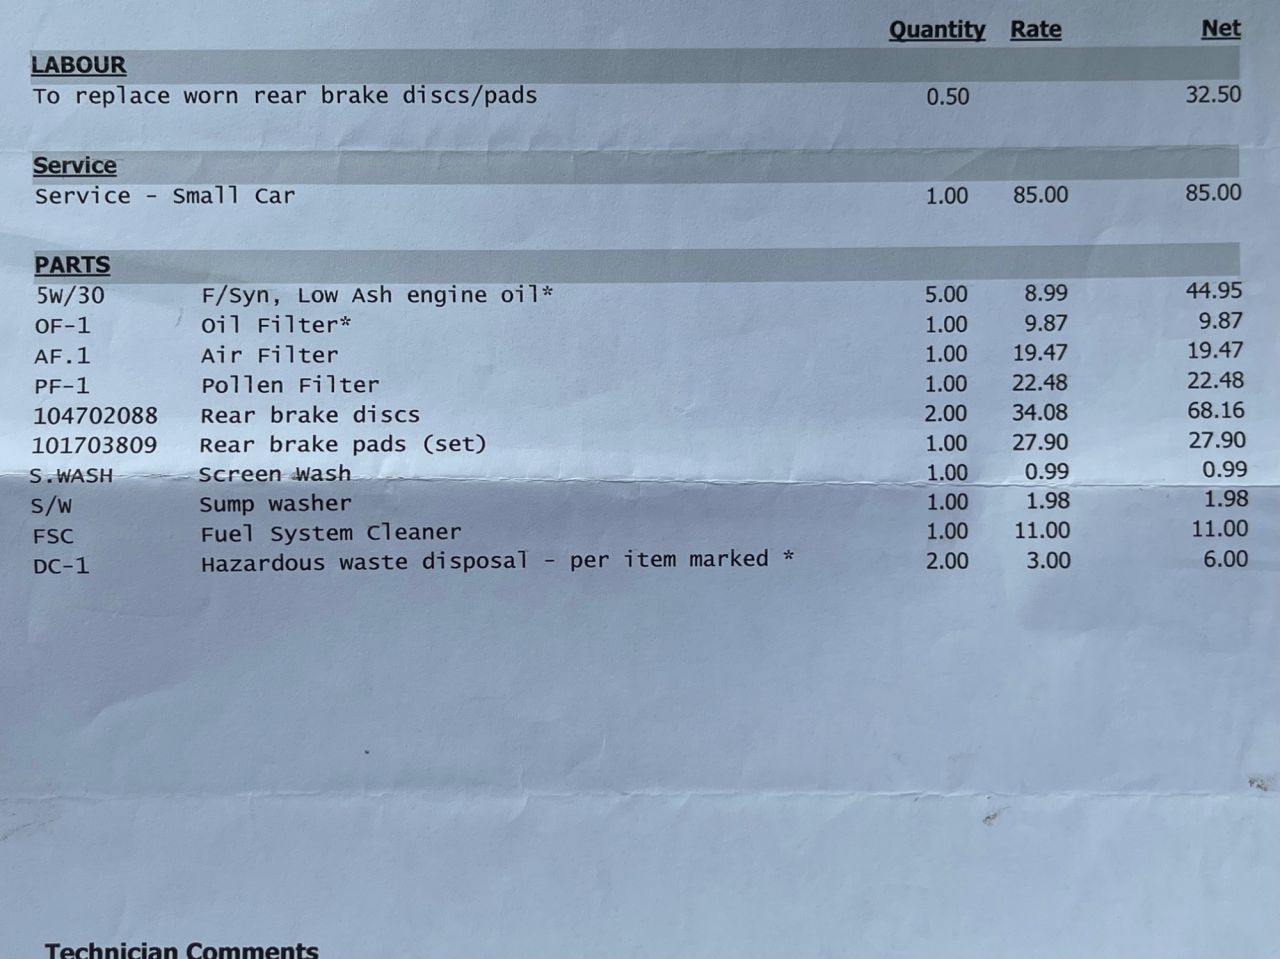 Quantity Rate Net
LABOUR
To replace worn rear brake discs/pads 0.50 32.50
Service
Service - Small Car 1.00 85.00 85.00
PARTS
5W/30 F/Syn, Low Ash engine oil* 5.00 8.99 44.95
OF-1 Oil Filter* 1.00 9.87 9.87
AF.1 Air Filter 1.00 19.47 19.47
PF-1 Pollen Filter 1.00 22.48 22.48
104702088 Rear brake discs 2.00 34.08 68.16
101703809 Rear brake pads (set) 1.00 27.90 27.90
S.WASH Screen Wash 1.00 0.99 0.99
S/W Sump washer 1.00 1.98 1.98
FSC Fuel System Cleaner 1.00 11.00 11.00
DC-1 Hazardous waste disposal - per item marked * 2.00 3.00 6.00
Technician Comments